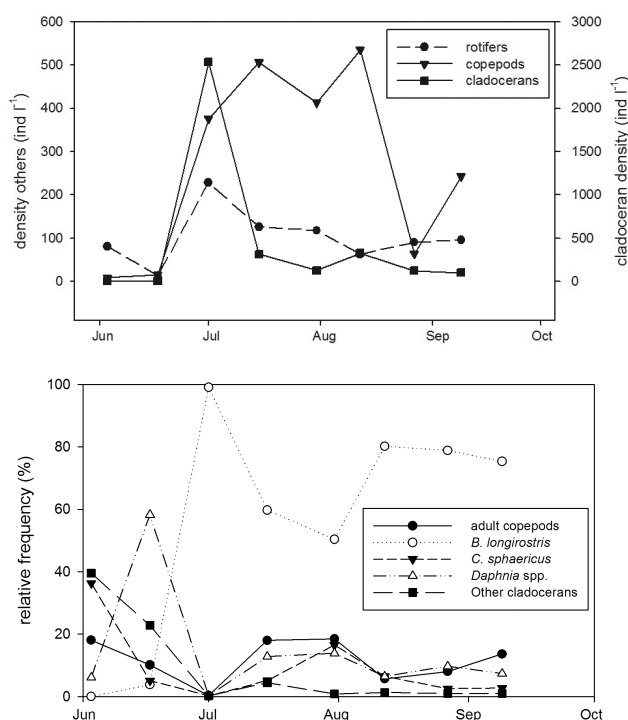 600
500
400
300
200
100
0
density others (ind l⁻¹)
rotifers
copepods
cladocerans
3000
2500
2000
1500
1000
500
0
cladoceran density (ind l⁻¹)
Jun Jul Aug Sep Oct
100
80
60
40
20
0
relative frequency (%)
adult copepods
B. longirostris
C. sphaericus
Daphnia spp.
Other cladocerans
Jun Jul Aug Sep Oct